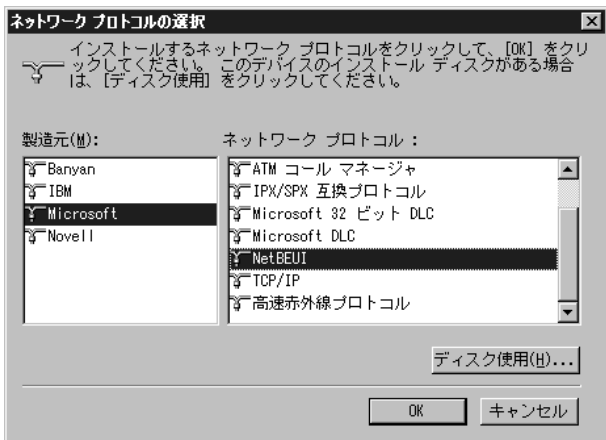 ネットワーク プロトコルの選択
インストールするネットワーク プロトコルをクリックして、[OK] をクリ
ックしてください。 このデバイスのインストール ディスクがある場合
は、[ディスク使用] をクリックしてください。
製造元(M):
Banyan
IBM
Microsoft
Novell
ネットワーク プロトコル :
ATM コール マネージャ
IPX/SPX 互換プロトコル
Microsoft 32 ビット DLC
Microsoft DLC
NetBEUI
TCP/IP
高速赤外線プロトコル
ディスク使用(H)...
OK
キャンセル